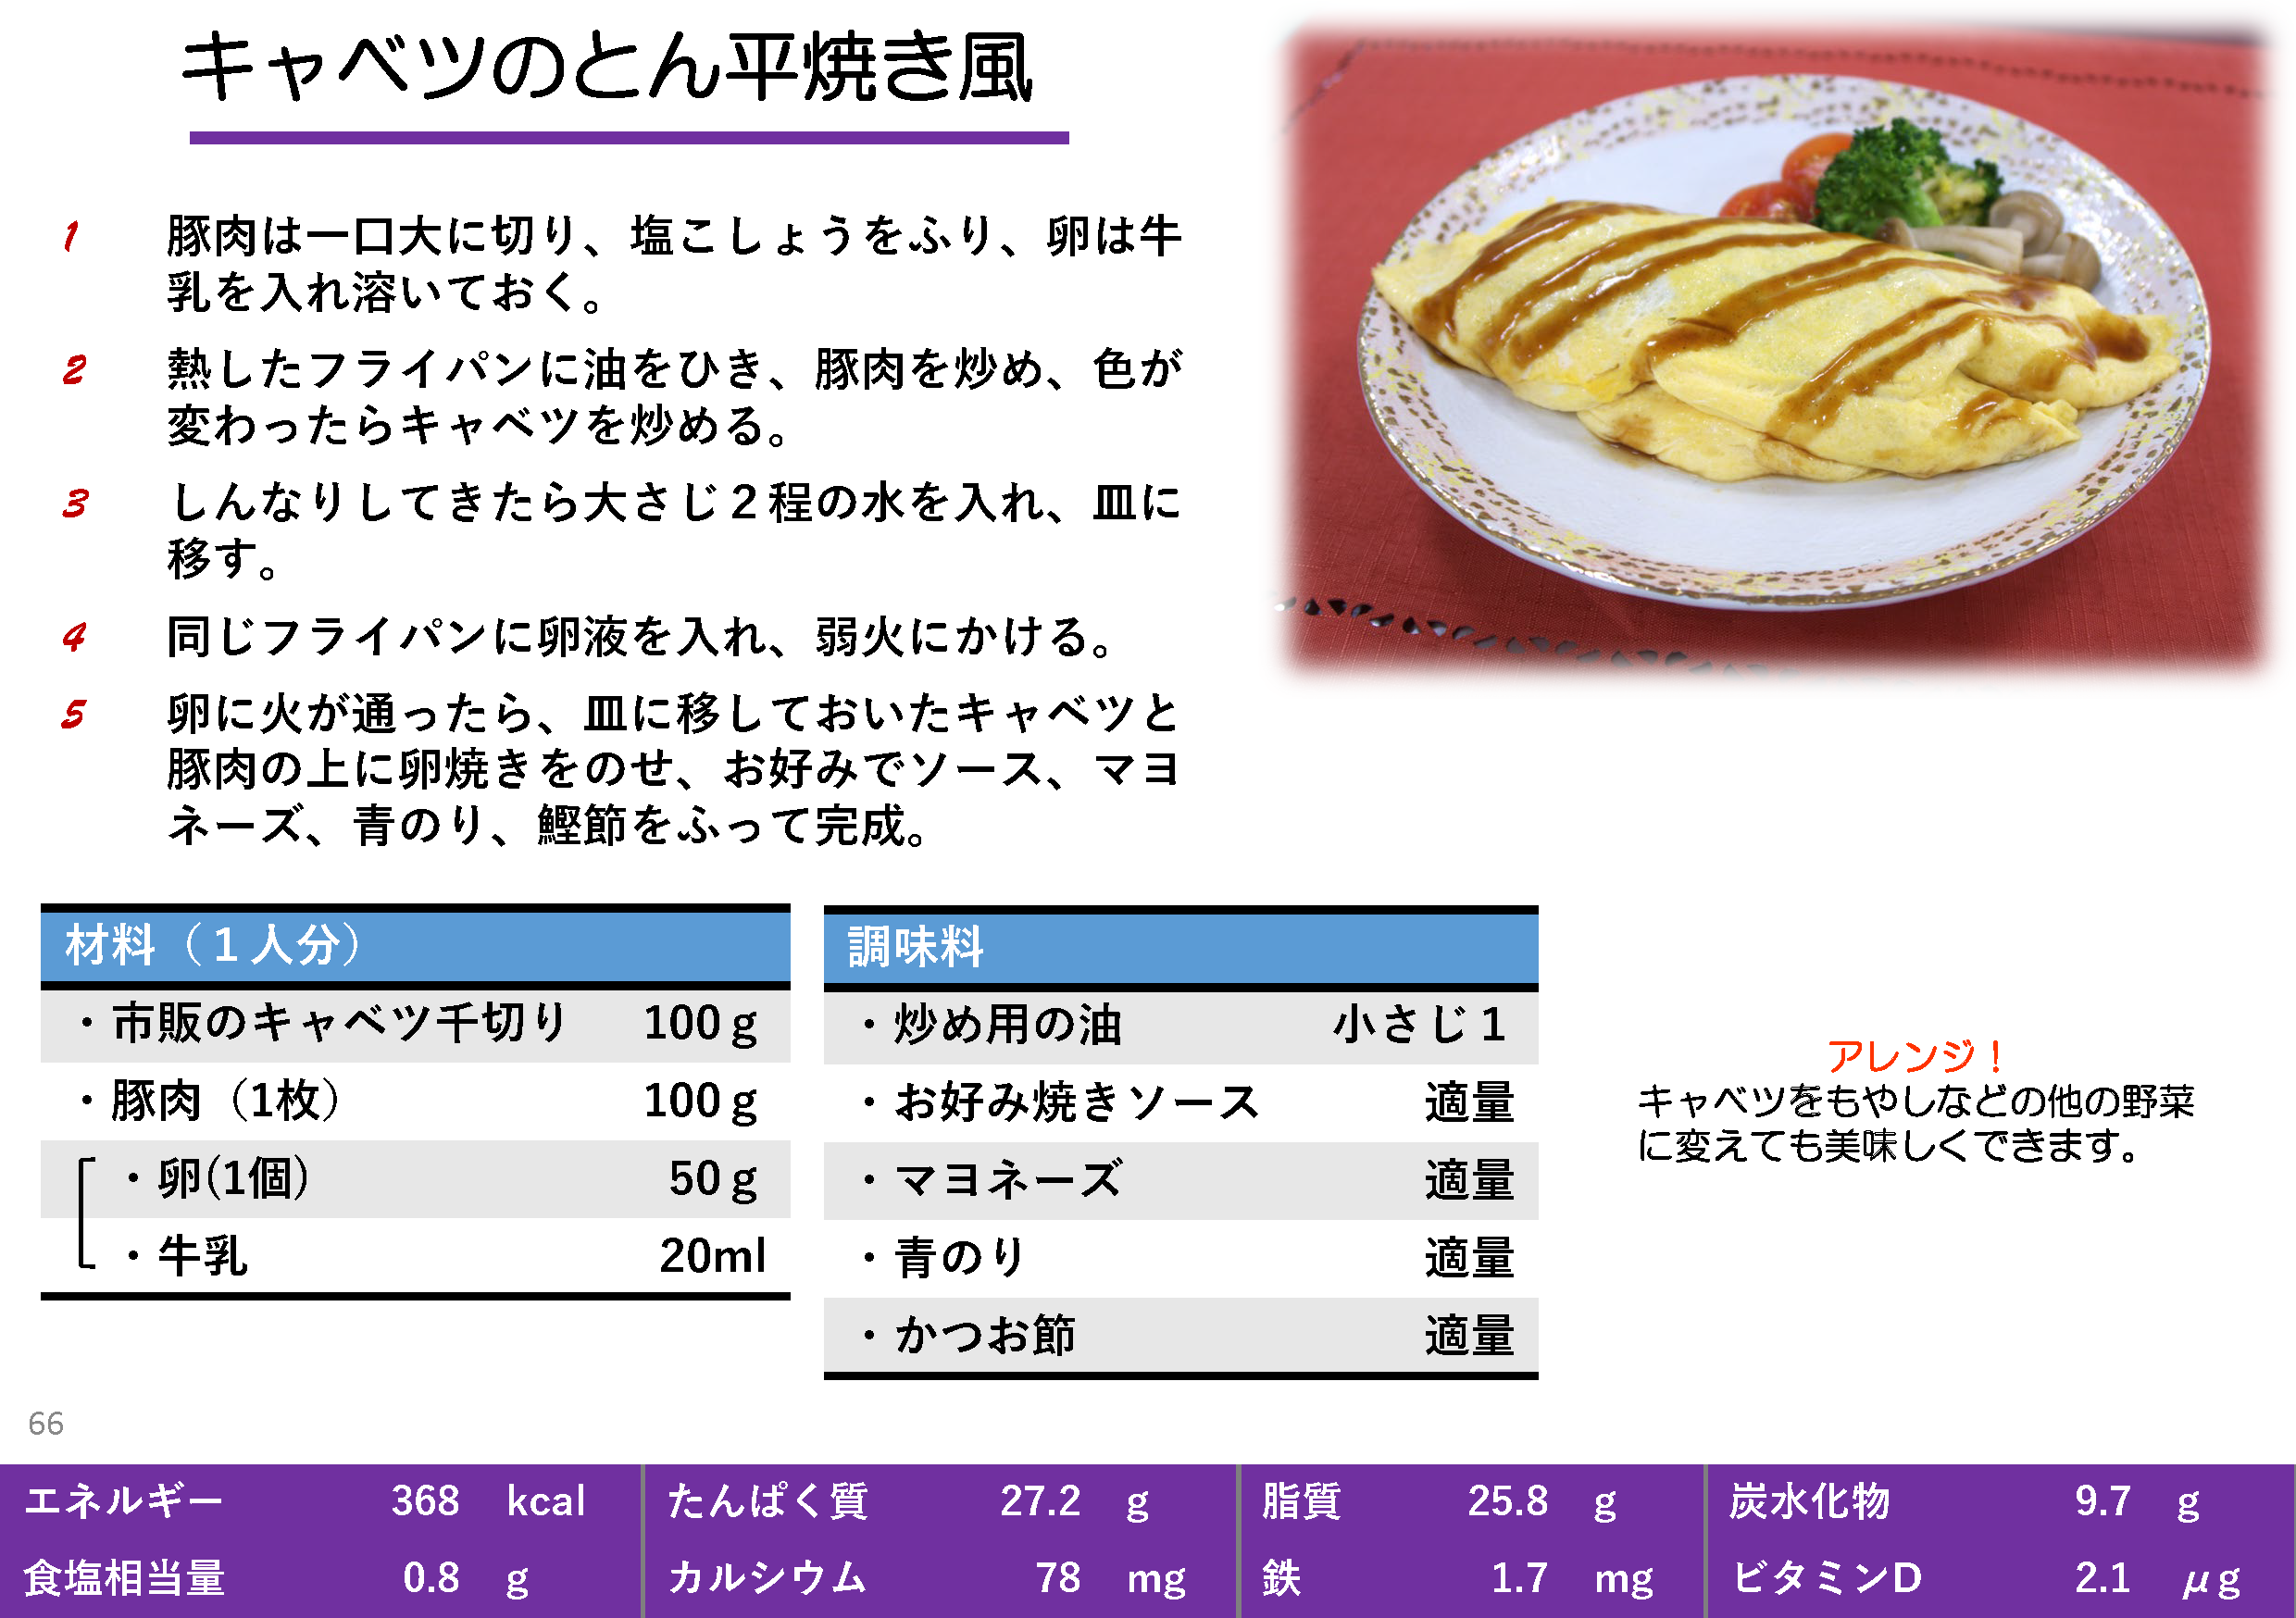 キャベツのとん平焼き風
1 豚肉は一口大に切り、塩こしょうをふり、卵は牛
乳を入れ溶いておく。
2 熱したフライパンに油をひき、豚肉を炒め、色が
変わったらキャベツを炒める。
3 しんなりしてきたら大さじ２程の水を入れ、皿に
移す。
4 同じフライパンに卵液を入れ、弱火にかける。
5 卵に火が通ったら、皿に移しておいたキャベツと
豚肉の上に卵焼きをのせ、お好みでソース、マヨ
ネーズ、青のり、鰹節をふって完成。
材料（１人分）
・市販のキャベツ千切り 100ｇ
・豚肉（1枚） 100ｇ
・卵(1個) 50ｇ
・牛乳 20ml
調味料
・炒め用の油 小さじ１
・お好み焼きソース 適量
・マヨネーズ 適量
・青のり 適量
・かつお節 適量
アレンジ！
キャベツをもやしなどの他の野菜
に変えても美味しくできます。
66
エネルギー 368 kcal たんぱく質 27.2 g 脂質 25.8 g 炭水化物 9.7 g
食塩相当量 0.8 g カルシウム 78 mg 鉄 1.7 mg ビタミンD 2.1 μg